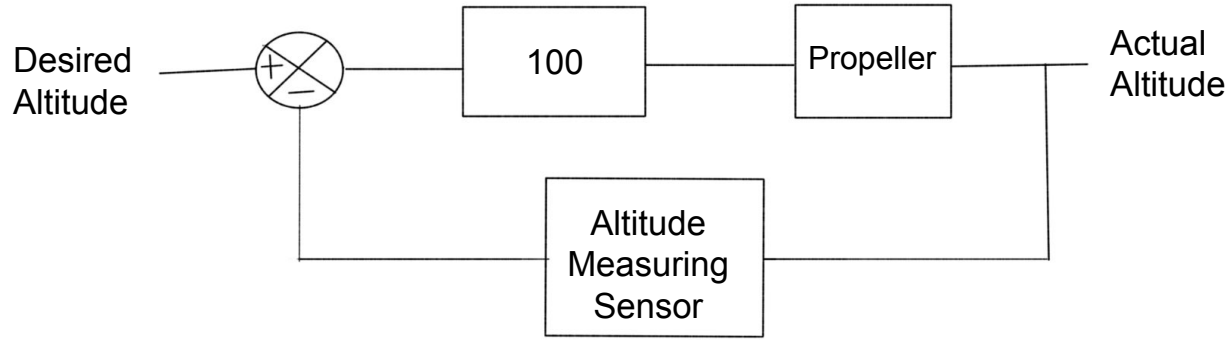 Desired
Altitude
+
−
100
Propeller
Actual
Altitude
Altitude
Measuring
Sensor